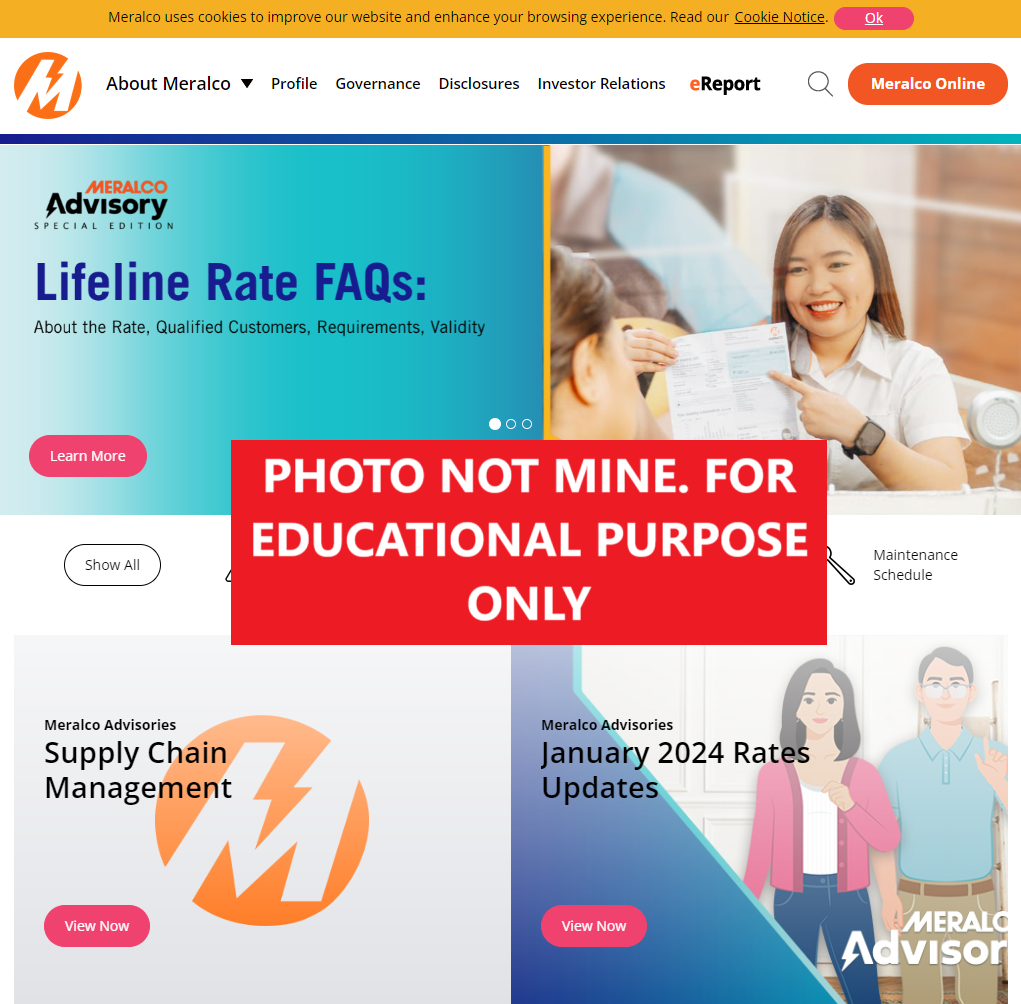 Meralco uses cookies to improve our website and enhance your browsing experience. Read our Cookie Notice. Ok
About Meralco Profile Governance Disclosures Investor Relations eReport Meralco Online
MERALCO
Advisory
SPECIAL EDITION
Lifeline Rate FAQs:
About the Rate, Qualified Customers, Requirements, Validity
Learn More
PHOTO NOT MINE. FOR
EDUCATIONAL PURPOSE
ONLY
Show All
Maintenance
Schedule
Meralco Advisories
Supply Chain
Management
View Now
Meralco Advisories
January 2024 Rates
Updates
View Now
MERALC
Advisor